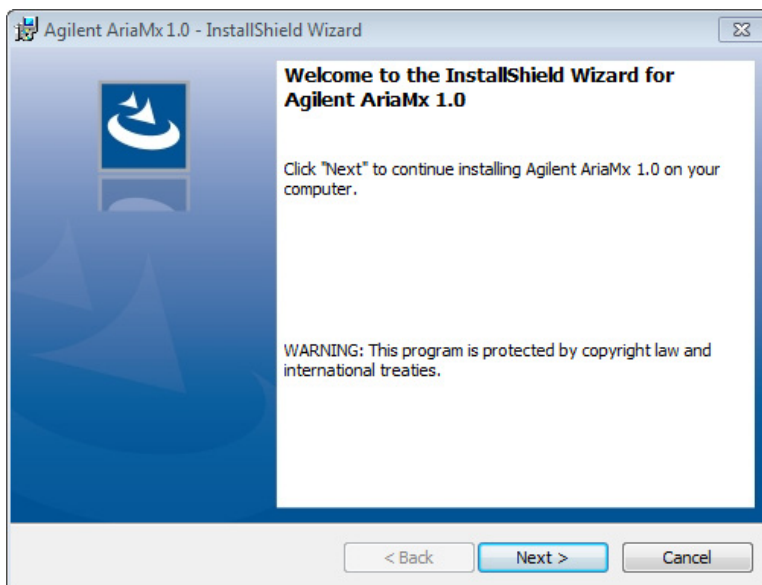 Agilent AriaMx 1.0 - InstallShield Wizard
Welcome to the InstallShield Wizard for
Agilent AriaMx 1.0
Click "Next" to continue installing Agilent AriaMx 1.0 on your
computer.
WARNING: This program is protected by copyright law and
international treaties.
< Back
Next >
Cancel